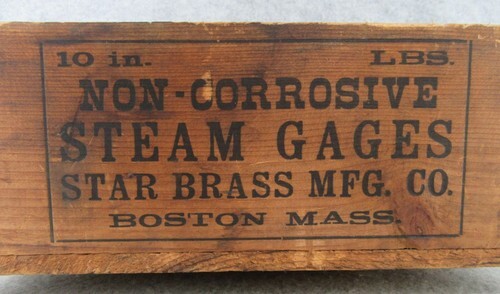 10 in. LBS.
NON-CORROSIVE
STEAM GAGES
STAR BRASS MFG. CO.
BOSTON MASS.